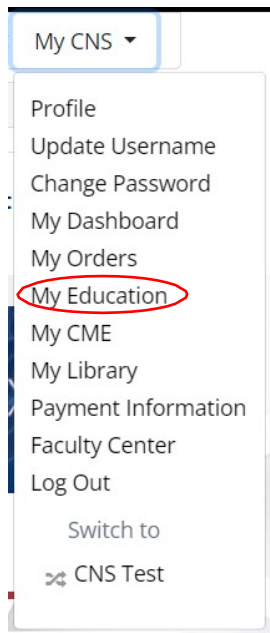 My CNS
Profile
Update Username
Change Password
My Dashboard
My Orders
My Education
My CME
My Library
Payment Information
Faculty Center
Log Out
Switch to
CNS Test